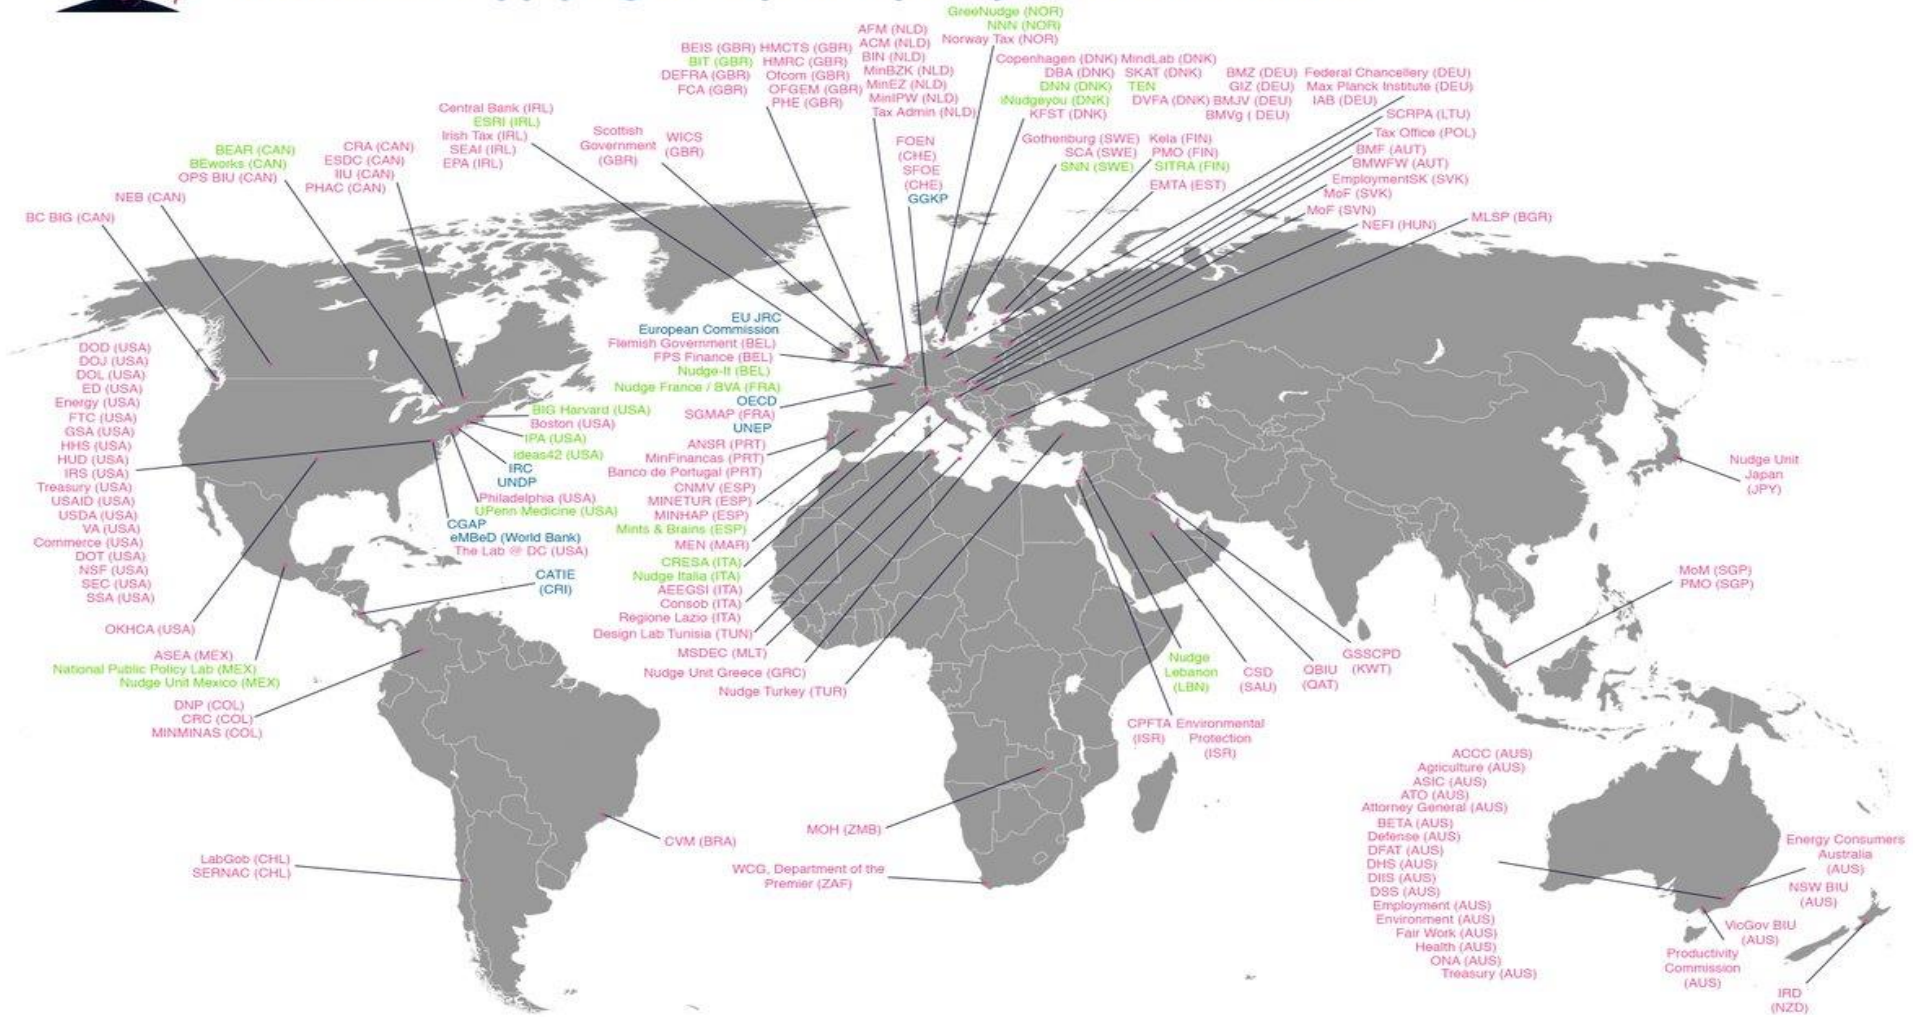 GreeNudge (NOR)
NNN (NOR)
Norway Tax (NOR)
AFM (NLD)
ACM (NLD)
BIN (NLD)
MinBZK (NLD)
MinEZ (NLD)
MinIPW (NLD)
Tax Admin (NLD)
BEIS (GBR) HMCTS (GBR)
BIT (GBR) HMRC (GBR)
DEFRA (GBR) Ofcom (GBR)
FCA (GBR) OFGEM (GBR)
PHE (GBR)
Copenhagen (DNK) MindLab (DNK)
DBA (DNK) SKAT (DNK)
DNN (DNK) TEN
iNudgeyou (DNK) DVFA (DNK)
KFST (DNK)
BMZ (DEU) Federal Chancellery (DEU)
GIZ (DEU) Max Planck Institute (DEU)
BMJV (DEU) IAB (DEU)
BMVg ( DEU)
SCRPA (LTU)
Tax Office (POL)
BMF (AUT)
BMWFW (AUT)
EmploymentSK (SVK)
MoF (SVK)
MoF (SVN)
NEFI (HUN)
MLSP (BGR)
Gothenburg (SWE)
SCA (SWE)
SNN (SWE)
Kela (FIN)
PMO (FIN)
SITRA (FIN)
EMTA (EST)
FOEN
(CHE)
SFOE
(CHE)
GGKP
Scottish
Government
(GBR)
WICS
(GBR)
Central Bank (IRL)
ESRI (IRL)
Irish Tax (IRL)
SEAI (IRL)
EPA (IRL)
CRA (CAN)
ESDC (CAN)
IIU (CAN)
PHAC (CAN)
BEAR (CAN)
BEworks (CAN)
OPS BIU (CAN)
NEB (CAN)
BC BIG (CAN)
DOD (USA)
DOJ (USA)
DOL (USA)
ED (USA)
Energy (USA)
FTC (USA)
GSA (USA)
HHS (USA)
HUD (USA)
IRS (USA)
Treasury (USA)
USAID (USA)
USDA (USA)
VA (USA)
Commerce (USA)
DOT (USA)
NSF (USA)
SEC (USA)
SSA (USA)
OKHCA (USA)
ASEA (MEX)
National Public Policy Lab (MEX)
Nudge Unit Mexico (MEX)
DNP (COL)
CRC (COL)
MINMINAS (COL)
LabGob (CHL)
SERNAC (CHL)
BIG Harvard (USA)
Boston (USA)
IPA (USA)
ideas42 (USA)
IRC
UNDP
Philadelphia (USA)
UPenn Medicine (USA)
CGAP
eMBeD (World Bank)
The Lab @ DC (USA)
CATIE
(CRI)
CVM (BRA)
EU JRC
European Commission
Flemish Government (BEL)
FPS Finance (BEL)
Nudge-It (BEL)
Nudge France / BVA (FRA)
OECD
SGMAP (FRA)
UNEP
ANSR (PRT)
MinFinancas (PRT)
Banco de Portugal (PRT)
CNMV (ESP)
MINETUR (ESP)
MINHAP (ESP)
Mints & Brains (ESP)
MEN (MAR)
CRESA (ITA)
Nudge Italia (ITA)
AEEGSI (ITA)
Consob (ITA)
Regione Lazio (ITA)
Design Lab Tunisia (TUN)
MSDEC (MLT)
Nudge Unit Greece (GRC)
Nudge Turkey (TUR)
MOH (ZMB)
WCG, Department of the
Premier (ZAF)
Nudge
Lebanon
(LBN)
CPFTA
(ISR)
Environmental
Protection
(ISR)
CSD
(SAU)
QBIU
(QAT)
GSSCPD
(KWT)
Nudge Unit
Japan
(JPY)
MoM (SGP)
PMO (SGP)
ACCC (AUS)
Agriculture (AUS)
ASIC (AUS)
ATO (AUS)
Attorney General (AUS)
BETA (AUS)
Defense (AUS)
DFAT (AUS)
DHS (AUS)
DIIS (AUS)
DSS (AUS)
Employment (AUS)
Environment (AUS)
Fair Work (AUS)
Health (AUS)
ONA (AUS)
Treasury (AUS)
Energy Consumers
Australia
(AUS)
NSW BIU
(AUS)
VicGov BIU
(AUS)
Productivity
Commission
(AUS)
IRD
(NZD)